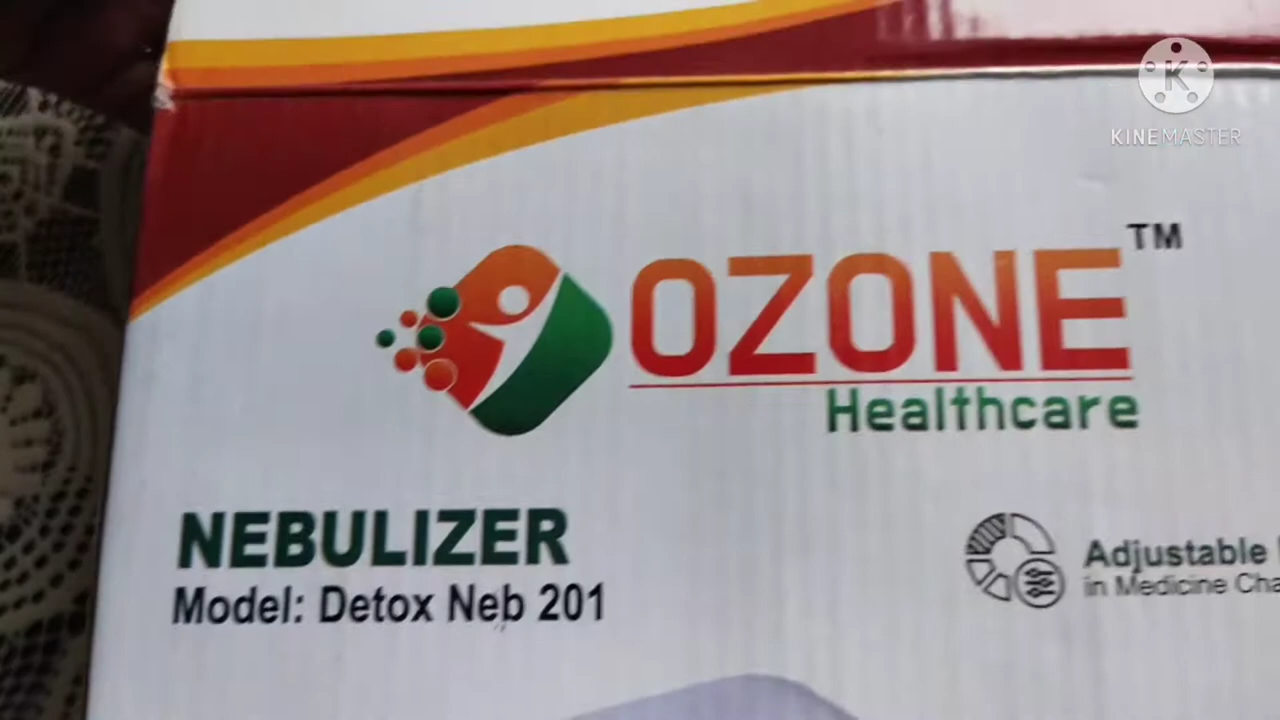 K
KINEMASTER
OZONE™
Healthcare
NEBULIZER
Model: Detox Neb 201
Adjustable
in Medicine